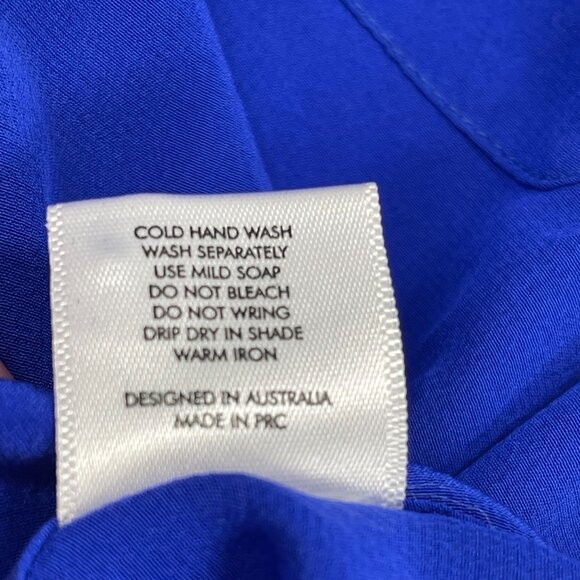 COLD HAND WASH
WASH SEPARATELY
USE MILD SOAP
DO NOT BLEACH
DO NOT WRING
DRIP DRY IN SHADE
WARM IRON
DESIGNED IN AUSTRALIA
MADE IN PRC